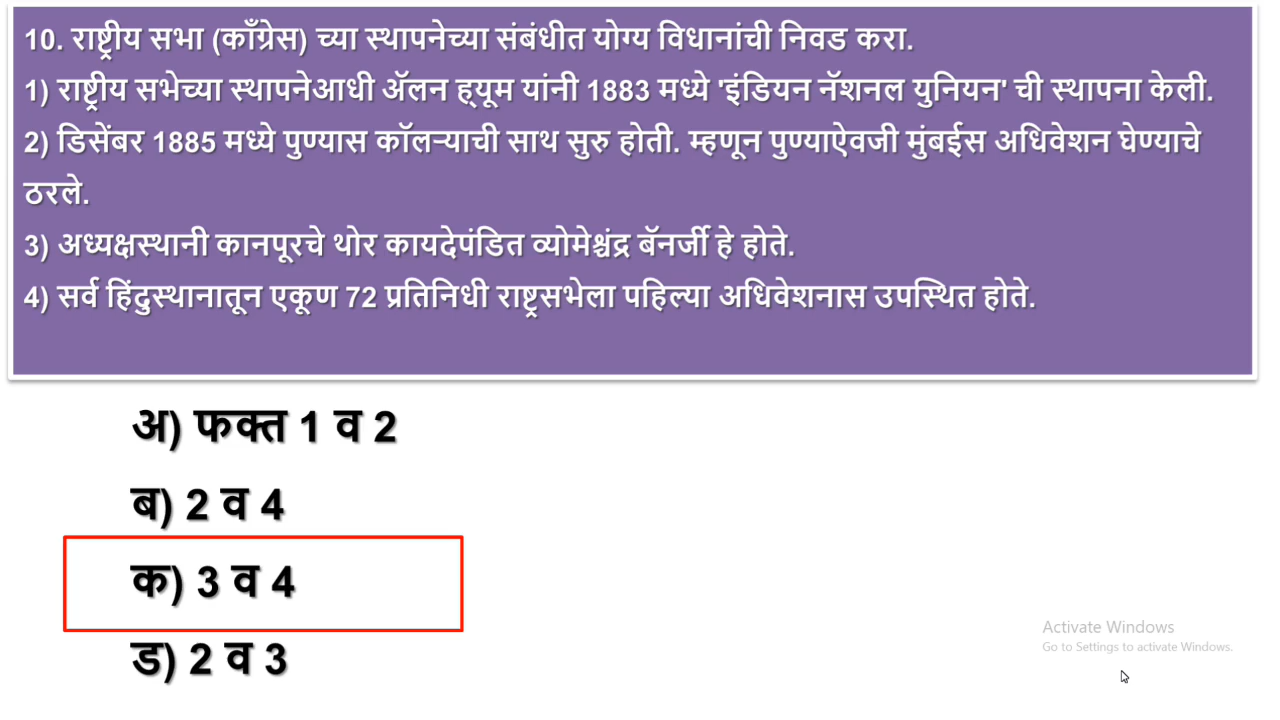 10. राष्ट्रीय सभा (काँग्रेस) च्या स्थापनेच्या संबंधीत योग्य विधानांची निवड करा.
1) राष्ट्रीय सभेच्या स्थापनेआधी ॲलन ह्यूम यांनी 1883 मध्ये 'इंडियन नॅशनल युनियन' ची स्थापना केली.
2) डिसेंबर 1885 मध्ये पुण्यास कॉलऱ्याची साथ सुरु होती. म्हणून पुण्याऐवजी मुंबईस अधिवेशन घेण्याचे
ठरले.
3) अध्यक्षस्थानी कानपूरचे थोर कायदेपंडित व्योमेश्चंद्र बॅनर्जी हे होते.
4) सर्व हिंदुस्थानातून एकूण 72 प्रतिनिधी राष्ट्रसभेला पहिल्या अधिवेशनास उपस्थित होते.
अ) फक्त 1 व 2
ब) 2 व 4
क) 3 व 4
ड) 2 व 3
Activate Windows
Go to Settings to activate Windows.